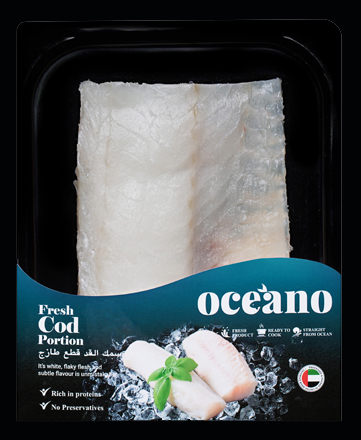 oceano
Fresh
Cod
Portion
سمك القد قطع طازج
FRESH
PRODUCT
READY TO
COOK
STRAIGHT
FROM OCEAN
It's white, flaky flesh and
subtle flavour is
Rich in proteins
No Preservatives